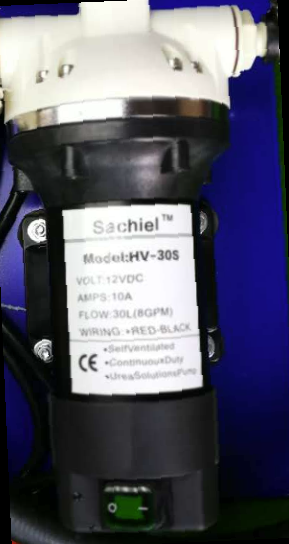 Sachiel™
Model:HV-30S
VOLT:12VDC
AMPS:10A
FLOW:30L(8GPM)
WIRING:+RED-BLACK
CE
•SelfVentilated
•ContinuousDuty
•UreaSolutionsPump
O –